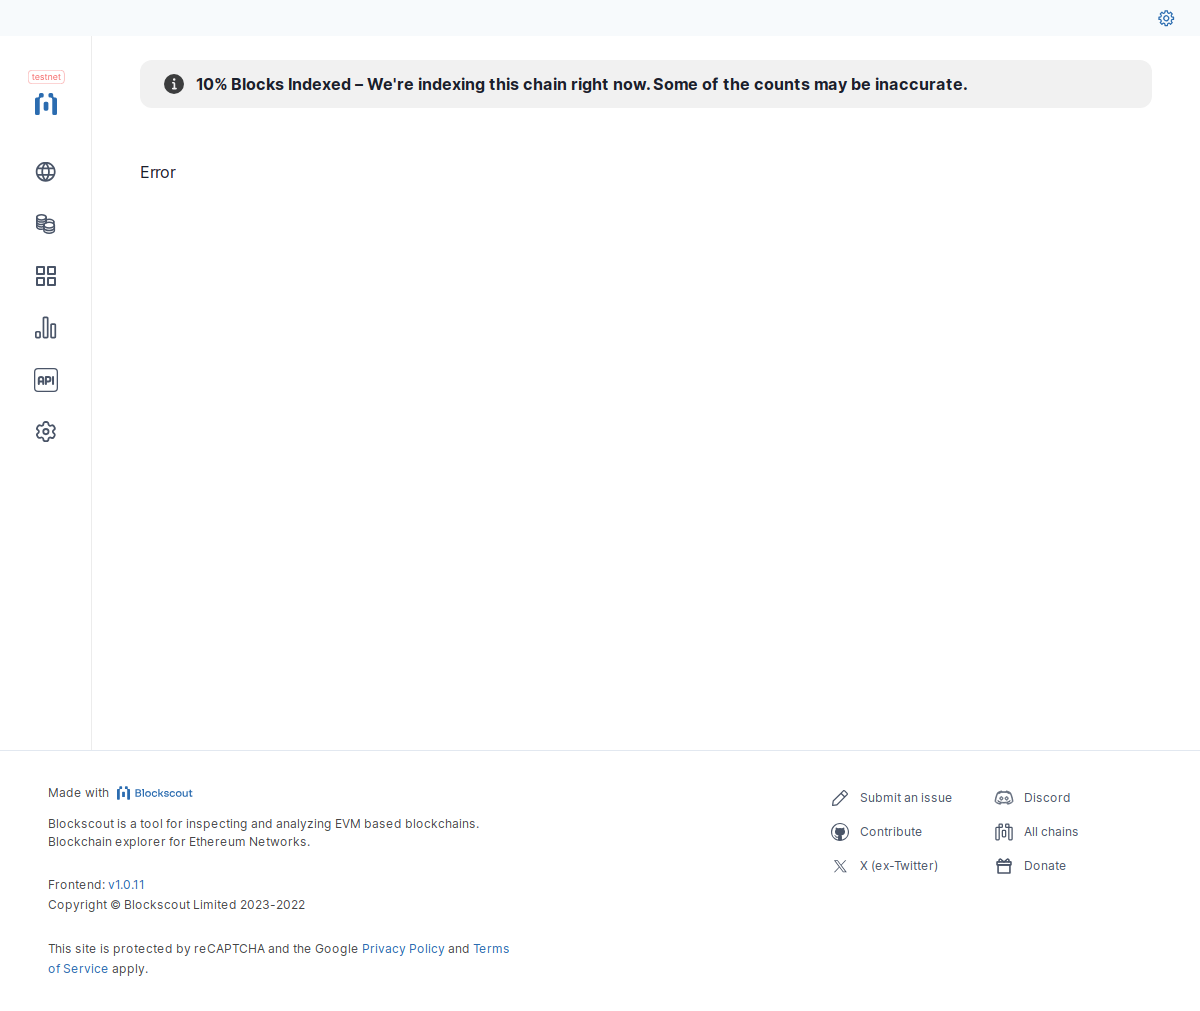 testnet
10% Blocks Indexed – We're indexing this chain right now. Some of the counts may be inaccurate.
Error
API
Made with Blockscout
Blockscout is a tool for inspecting and analyzing EVM based blockchains.
Blockchain explorer for Ethereum Networks.
Frontend: v1.0.11
Copyright © Blockscout Limited 2023-2022
This site is protected by reCAPTCHA and the Google Privacy Policy and Terms
of Service apply.
Submit an issue
Contribute
X (ex-Twitter)
Discord
All chains
Donate